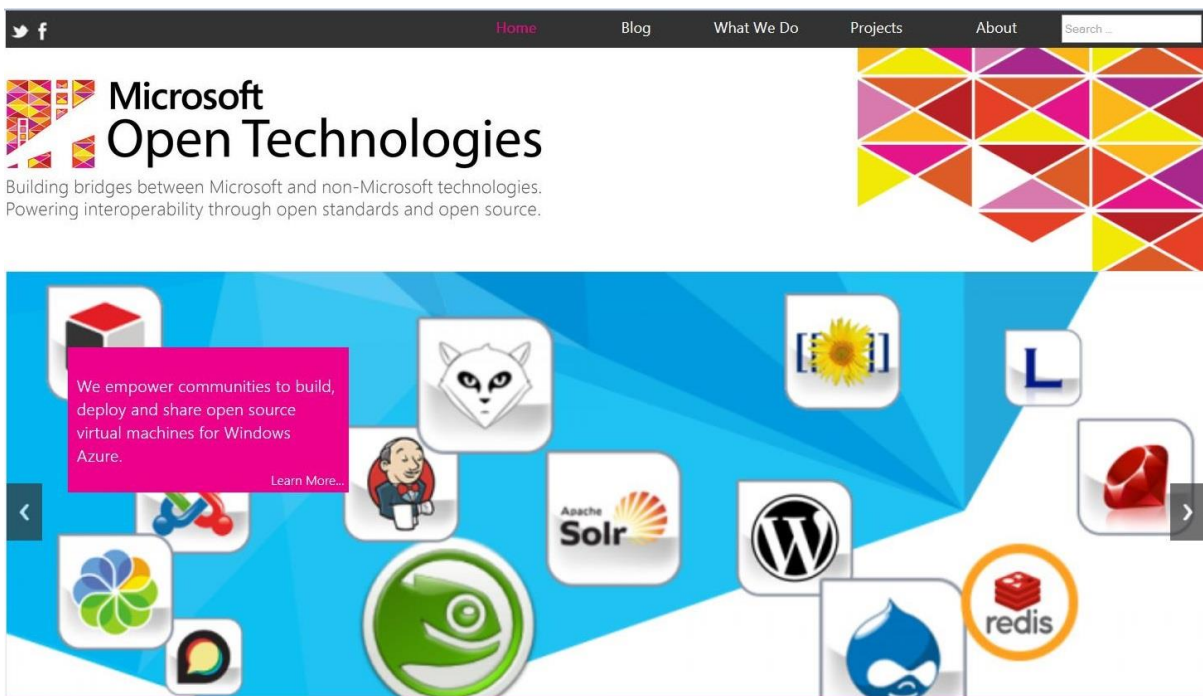 Home Blog What We Do Projects About Search ...
Microsoft
Open Technologies
Building bridges between Microsoft and non-Microsoft technologies.
Powering interoperability through open standards and open source.
We empower communities to build,
deploy and share open source
virtual machines for Windows
Azure.
Learn More...
[[ ]]
L
Apache
Solr
W
redis